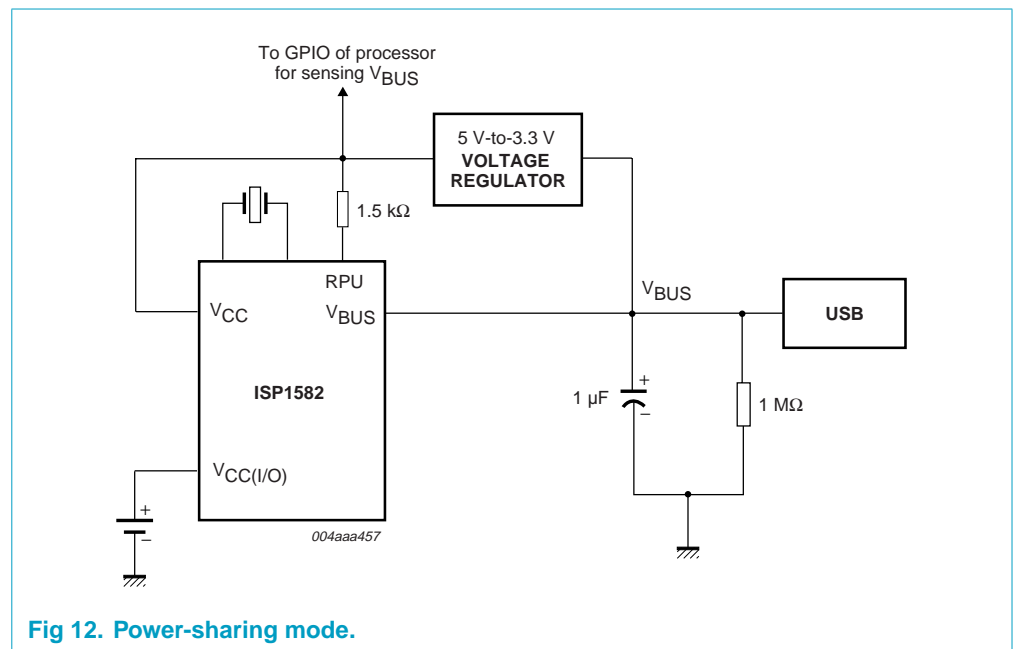 To GPIO of processor
for sensing VBUS
5 V-to-3.3 V
VOLTAGE
REGULATOR
1.5 kΩ
RPU
VCC
VBUS
VBUS
USB
ISP1582
1 µF
+
−
1 MΩ
VCC(I/O)
+
−
004aaa457
Fig 12. Power-sharing mode.